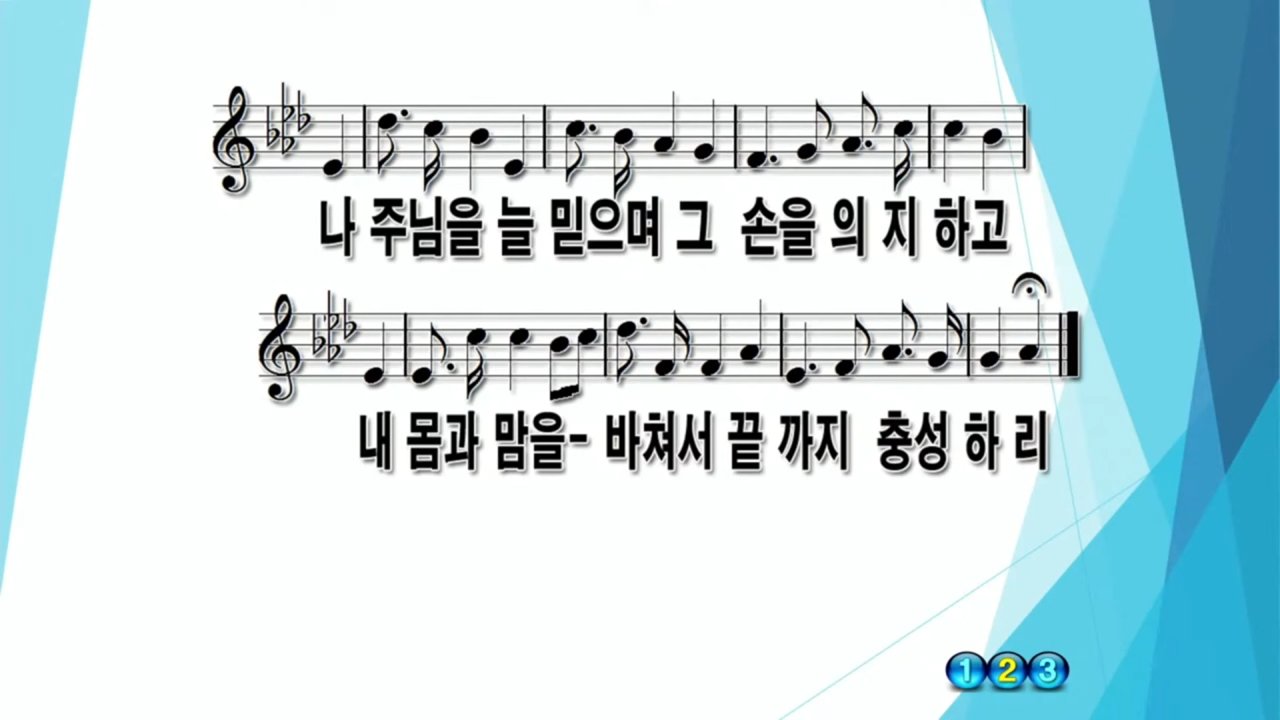 나 주님을 늘 믿으며 그 손을 의 지 하고
내 몸과 맘을- 바쳐서 끝 까지 충성 하 리
1 2 3